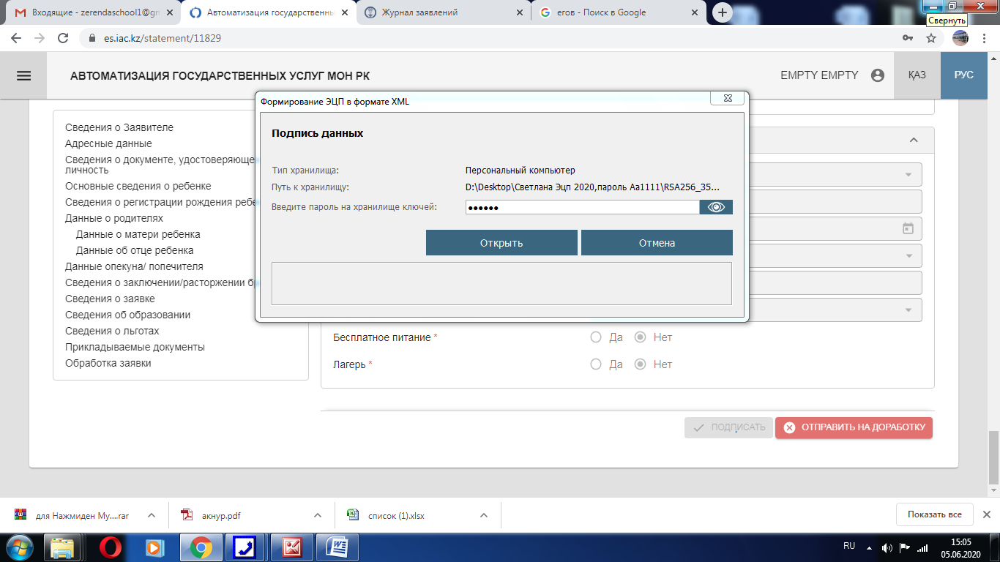 Входящие - zerendaschool1@gm
Автоматизация государственны
Журнал заявлений
егов - Поиск в Google
Свернуть
es.iac.kz/statement/11829
АВТОМАТИЗАЦИЯ ГОСУДАРСТВЕННЫХ УСЛУГ МОН РК
EMPTY EMPTY
ҚАЗ
РУС
Формирование ЭЦП в формате XML
Подпись данных
Тип хранилища:
Персональный компьютер
Путь к хранилищу:
D:\Desktop\Светлана Эцп 2020,пароль Aa1111\RSA256_35...
Введите пароль на хранилище ключей:
••••••
Открыть
Отмена
Сведения о Заявителе
Адресные данные
Сведения о документе, удостоверяюще
личность
Основные сведения о ребенке
Сведения о регистрации рождения ребе
Данные о родителях
Данные о матери ребенка
Данные об отце ребенка
Данные опекуна/ попечителя
Сведения о заключении/расторжении б
Сведения о заявке
Сведения об образовании
Сведения о льготах
Прикладываемые документы
Обработка заявки
Бесплатное питание *
Да
Нет
Лагерь *
Да
Нет
ПОДПИСАТЬ
ОТПРАВИТЬ НА ДОРАБОТКУ
для Нажмиден Му....rar
акнур.pdf
список (1).xlsx
Показать все
RU
15:05
05.06.2020